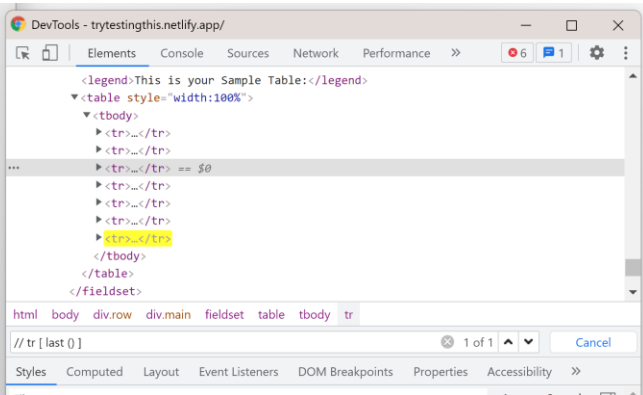 DevTools - trytestingthis.netlify.app/
Elements Console Sources Network Performance » 6 1
<legend>This is your Sample Table:</legend>
▼<table style="width:100%">
▼<tbody>
▶<tr>…</tr>
▶<tr>…</tr>
… ▶<tr>…</tr> == $0
▶<tr>…</tr>
▶<tr>…</tr>
▶<tr>…</tr>
▶<tr>…</tr>
</tbody>
</table>
</fieldset>
html body div.row div.main fieldset table tbody tr
// tr [ last () ] 1 of 1 Cancel
Styles Computed Layout Event Listeners DOM Breakpoints Properties Accessibility »